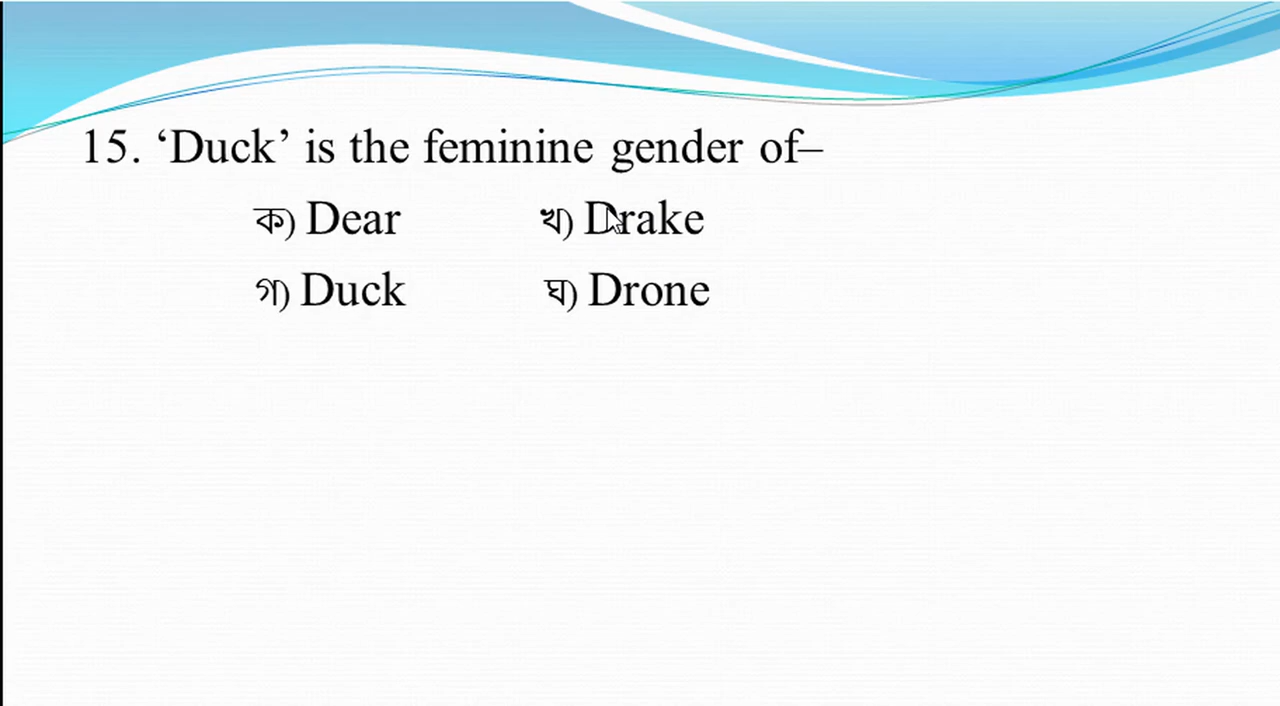 15. ‘Duck’ is the feminine gender of–
ক) Dear খ) Drake
গ) Duck ঘ) Drone